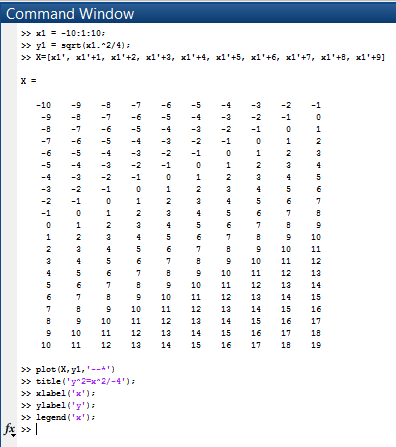 Command Window
>> x1 = -10:1:10;
>> y1 = sqrt(x1.^2/4);
>> X=[x1', x1'+1, x1'+2, x1'+3, x1'+4, x1'+5, x1'+6, x1'+7, x1'+8, x1'+9]
X =
-10 -9 -8 -7 -6 -5 -4 -3 -2 -1
-9 -8 -7 -6 -5 -4 -3 -2 -1 0
-8 -7 -6 -5 -4 -3 -2 -1 0 1
-7 -6 -5 -4 -3 -2 -1 0 1 2
-6 -5 -4 -3 -2 -1 0 1 2 3
-5 -4 -3 -2 -1 0 1 2 3 4
-4 -3 -2 -1 0 1 2 3 4 5
-3 -2 -1 0 1 2 3 4 5 6
-2 -1 0 1 2 3 4 5 6 7
-1 0 1 2 3 4 5 6 7 8
0 1 2 3 4 5 6 7 8 9
1 2 3 4 5 6 7 8 9 10
2 3 4 5 6 7 8 9 10 11
3 4 5 6 7 8 9 10 11 12
4 5 6 7 8 9 10 11 12 13
5 6 7 8 9 10 11 12 13 14
6 7 8 9 10 11 12 13 14 15
7 8 9 10 11 12 13 14 15 16
8 9 10 11 12 13 14 15 16 17
9 10 11 12 13 14 15 16 17 18
10 11 12 13 14 15 16 17 18 19
>> plot(X,y1,'--^')
>> title('y^2=x^2/-4');
>> xlabel('x');
>> ylabel('y');
>> legend('x');
fx >>